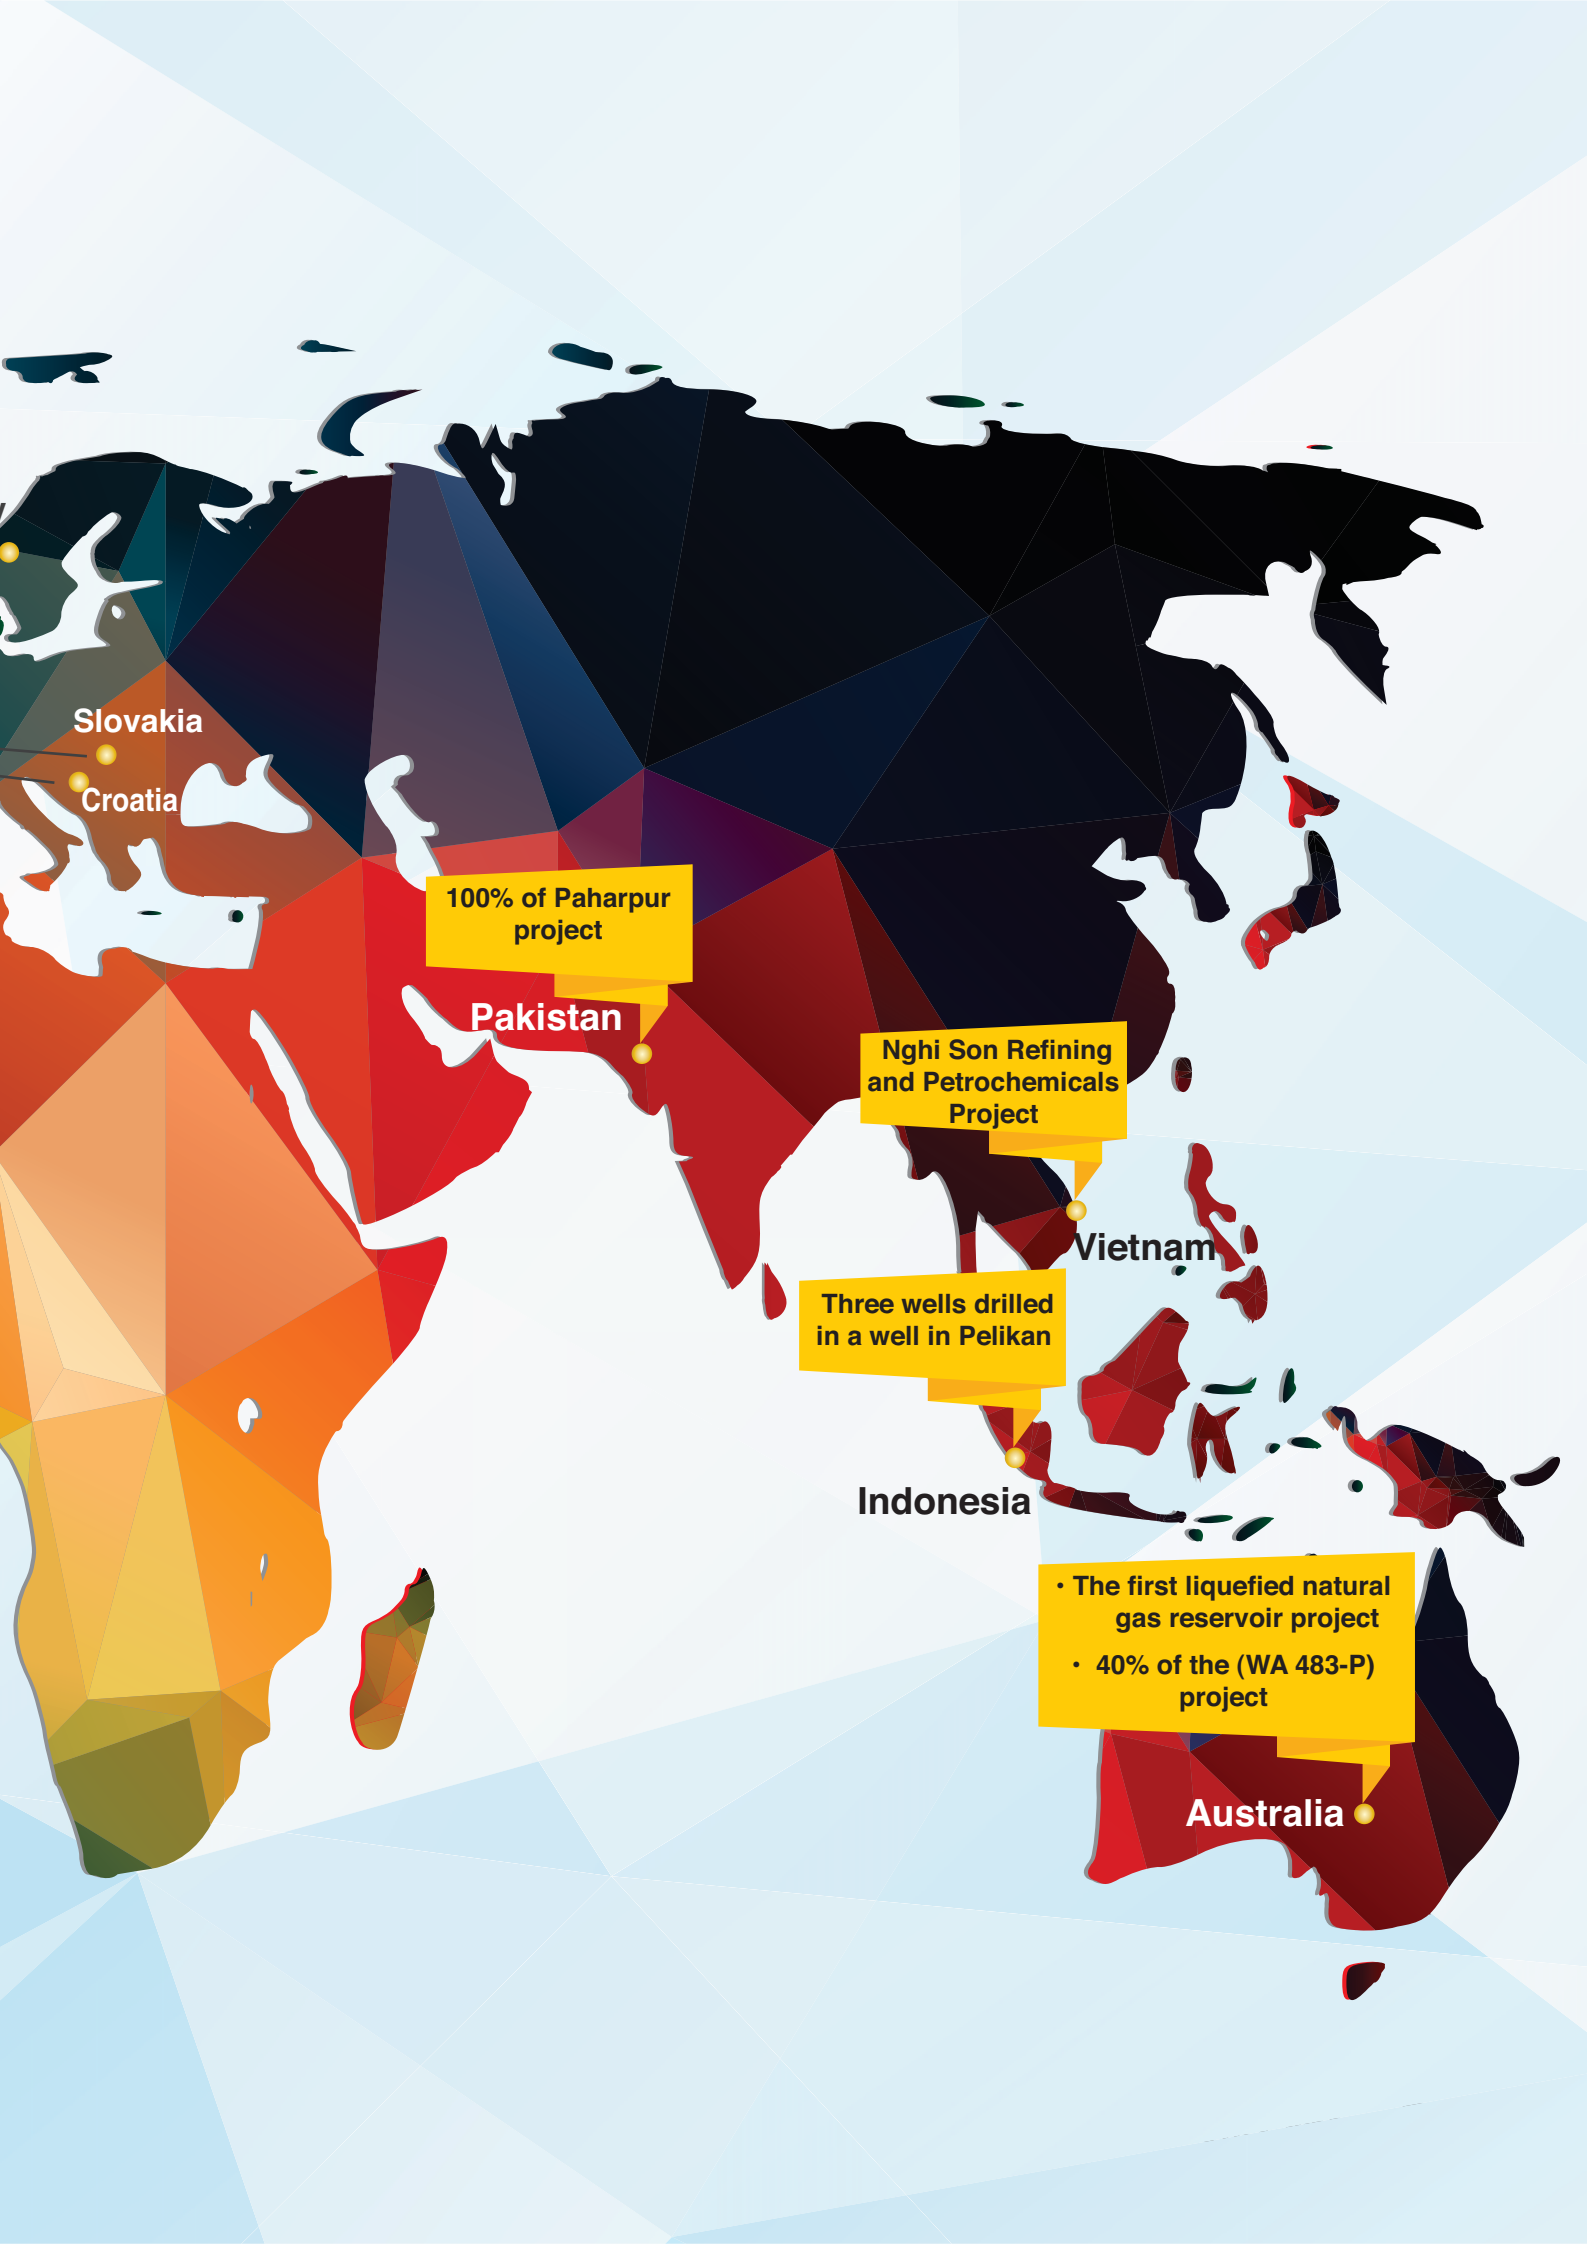 Slovakia
Croatia
100% of Paharpur
project
Pakistan
Nghi Son Refining
and Petrochemicals
Project
Vietnam
Three wells drilled
in a well in Pelikan
Indonesia
• The first liquefied natural
gas reservoir project
• 40% of the (WA 483-P)
project
Australia